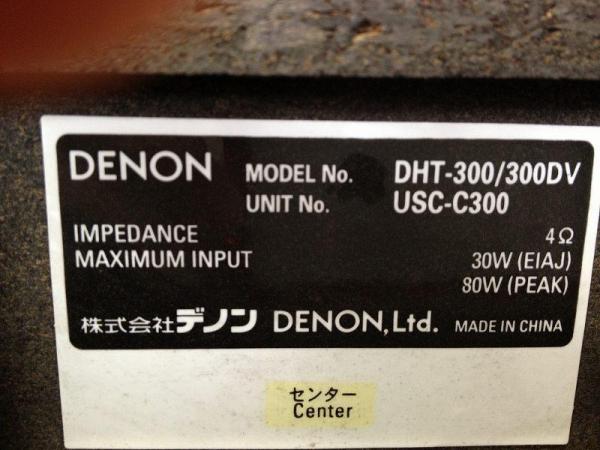 DENON MODEL No. DHT-300/300DV
UNIT No. USC-C300
IMPEDANCE 4Ω
MAXIMUM INPUT 30W (EIAJ)
80W (PEAK)
株式会社デノン DENON, Ltd. MADE IN CHINA
センター
Center